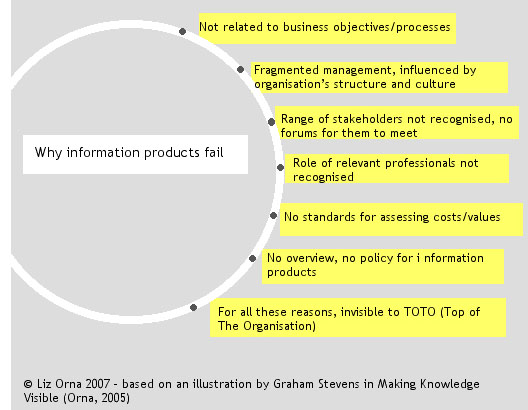 Not related to business objectives/processes
Fragmented management, influenced by
organisation's structure and culture
Range of stakeholders not recognised, no
forums for them to meet
Why information products fail
Role of relevant professionals not
recognised
No standards for assessing costs/values
No overview, no policy for i nformation
products
For all these reasons, invisible to TOTO (Top of
The Organisation)
© Liz Orna 2007 - based on an illustration by Graham Stevens in Making Knowledge
Visible (Orna, 2005)